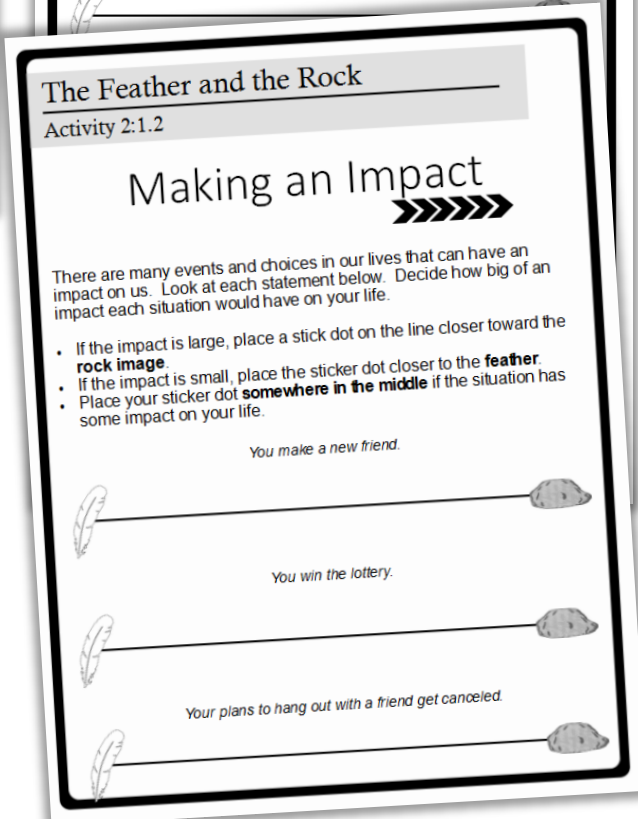 The Feather and the Rock
Activity 2:1.2
Making an Impact
There are many events and choices in our lives that can have an
impact on us.  Look at each statement below.  Decide how big of an
impact each situation would have on your life.
• If the impact is large, place a stick dot on the line closer toward the
rock image.
• If the impact is small, place the sticker dot closer to the feather.
• Place your sticker dot somewhere in the middle if the situation has
some impact on your life.
You make a new friend.
You win the lottery.
Your plans to hang out with a friend get canceled.